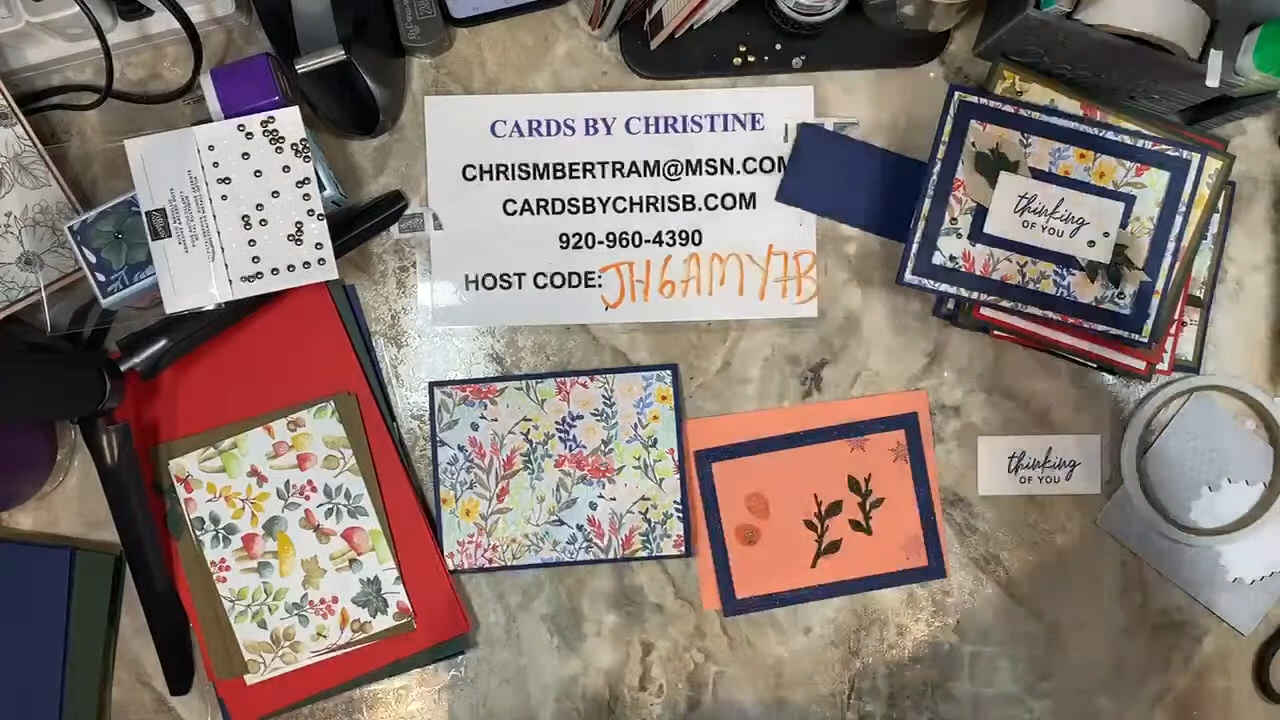 CARDS BY CHRISTINE
CHRISMBERTRAM@MSN.COM
CARDSBYCHRISB.COM
920-960-4390
HOST CODE: JH6AMY7B
thinking
OF YOU
thinking
OF YOU